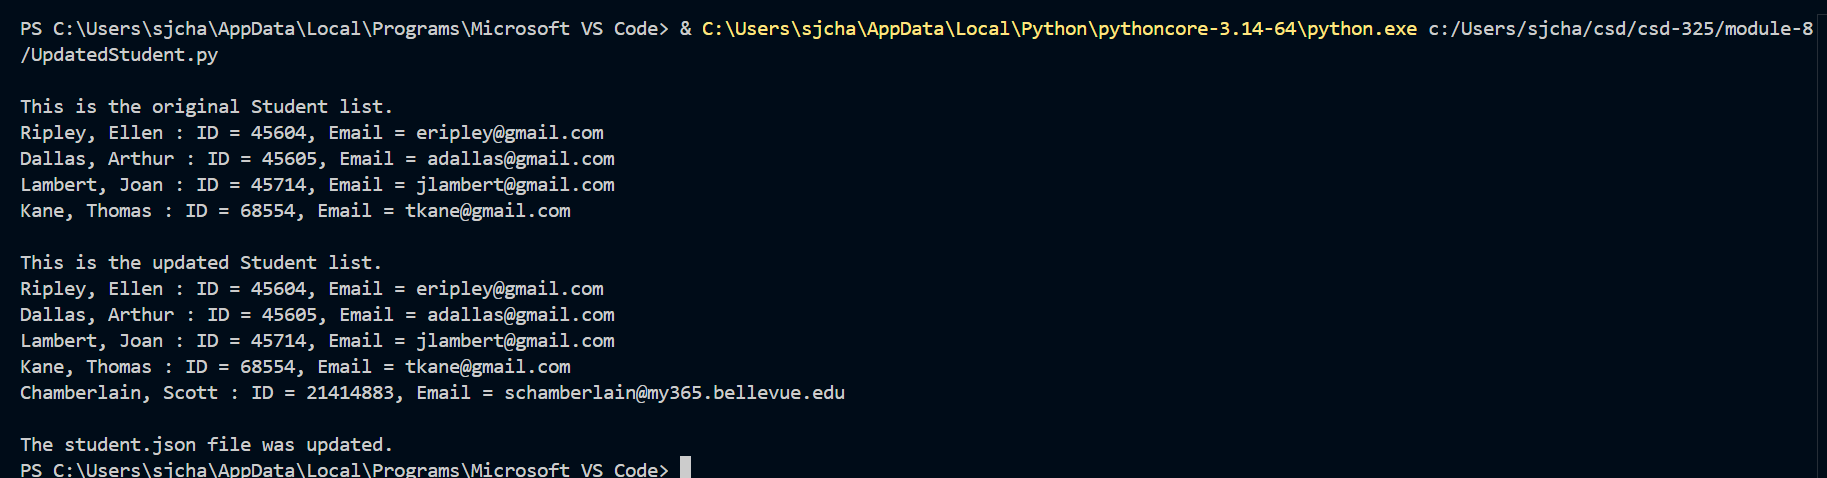 PS C:\Users\sjcha\AppData\Local\Programs\Microsoft VS Code> & C:\Users\sjcha\AppData\Local\Python\pythoncore-3.14-64\python.exe c:/Users/sjcha/csd/csd-325/module-8
/UpdatedStudent.py
This is the original Student list.
Ripley, Ellen : ID = 45604, Email = eripley@gmail.com
Dallas, Arthur : ID = 45605, Email = adallas@gmail.com
Lambert, Joan : ID = 45714, Email = jlambert@gmail.com
Kane, Thomas : ID = 68554, Email = tkane@gmail.com
This is the updated Student list.
Ripley, Ellen : ID = 45604, Email = eripley@gmail.com
Dallas, Arthur : ID = 45605, Email = adallas@gmail.com
Lambert, Joan : ID = 45714, Email = jlambert@gmail.com
Kane, Thomas : ID = 68554, Email = tkane@gmail.com
Chamberlain, Scott : ID = 21414883, Email = schamberlain@my365.bellevue.edu
The student.json file was updated.
PS C:\Users\sjcha\AppData\Local\Programs\Microsoft VS Code>